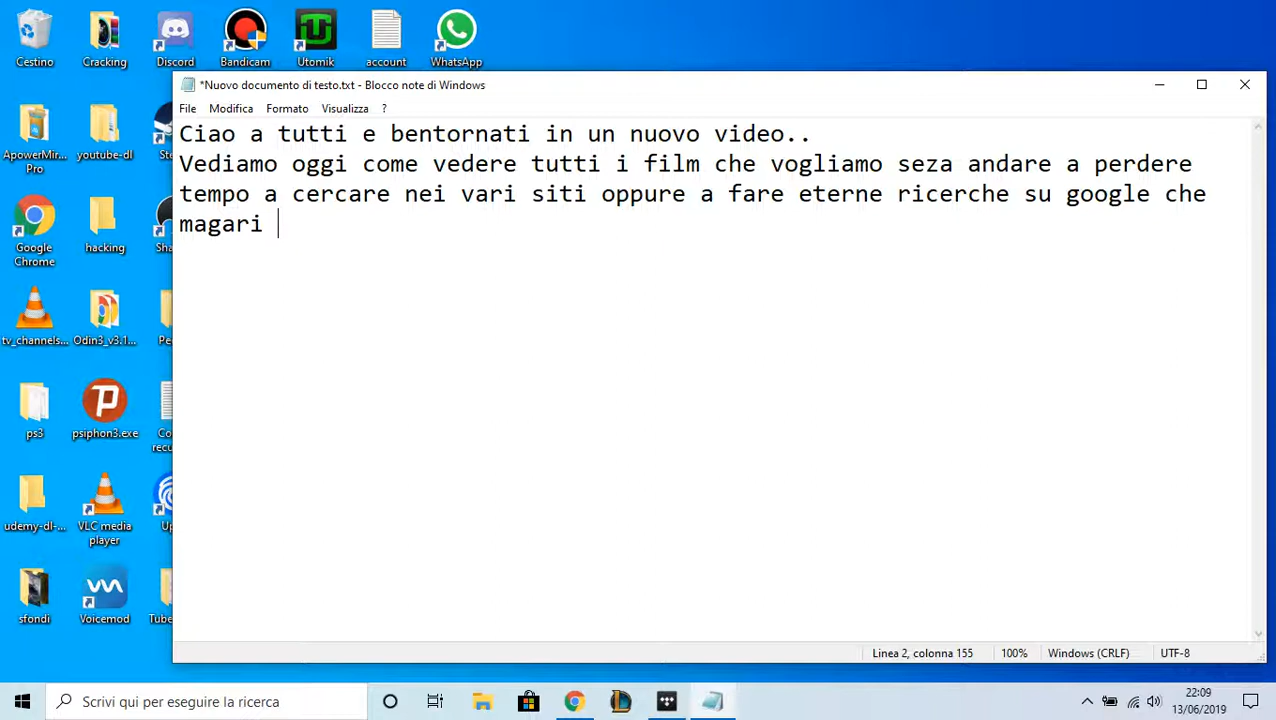 Cestino
Cracking
Discord
Bandicam
Utomik
account
WhatsApp
*Nuovo documento di testo.txt - Blocco note di Windows
File Modifica Formato Visualizza ?
Ciao a tutti e bentornati in un nuovo video..
Vediamo oggi come vedere tutti i film che vogliamo seza andare a perdere
tempo a cercare nei vari siti oppure a fare eterne ricerche su google che
magari
ApowerMir...
Pro
youtube-dl
Google
Chrome
hacking
tv_channels...
Odin3_v3.1...
ps3
psiphon3.exe
udemy-dl-...
VLC media
player
sfondi
Voicemod
Linea 2, colonna 155 100% Windows (CRLF) UTF-8
Scrivi qui per eseguire la ricerca
22:09
13/06/2019